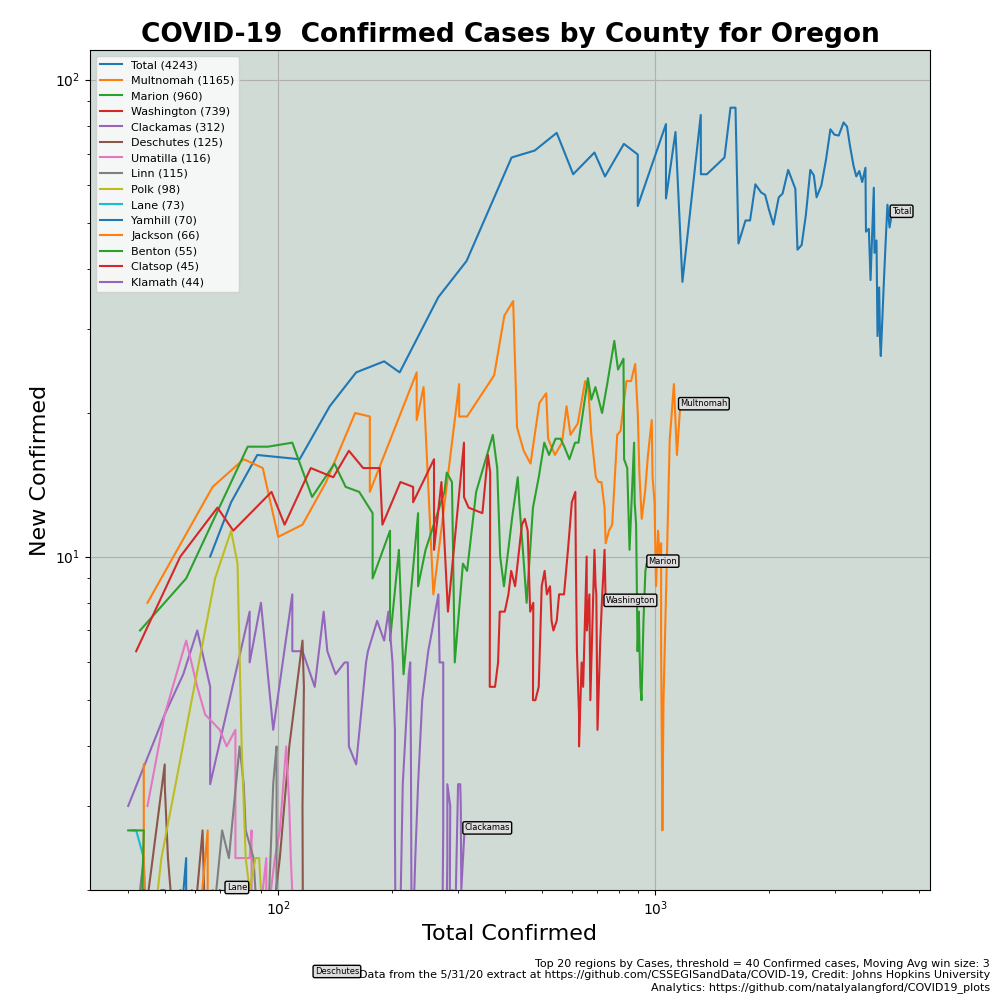 COVID-19  Confirmed Cases by County for Oregon
Total (4243)
Multnomah (1165)
Marion (960)
Washington (739)
Clackamas (312)
Deschutes (125)
Umatilla (116)
Linn (115)
Polk (98)
Lane (73)
Yamhill (70)
Jackson (66)
Benton (55)
Clatsop (45)
Klamath (44)
10²
10¹
New Confirmed
Total
Multnomah
Marion
Washington
Clackamas
Lane
10²
10³
Total Confirmed
Top 20 regions by Cases, threshold = 40 Confirmed cases, Moving Avg win size: 3
Deschutes
Data from the 5/31/20 extract at https://github.com/CSSEGISandData/COVID-19, Credit: Johns Hopkins University
Analytics: https://github.com/natalyalangford/COVID19_plots